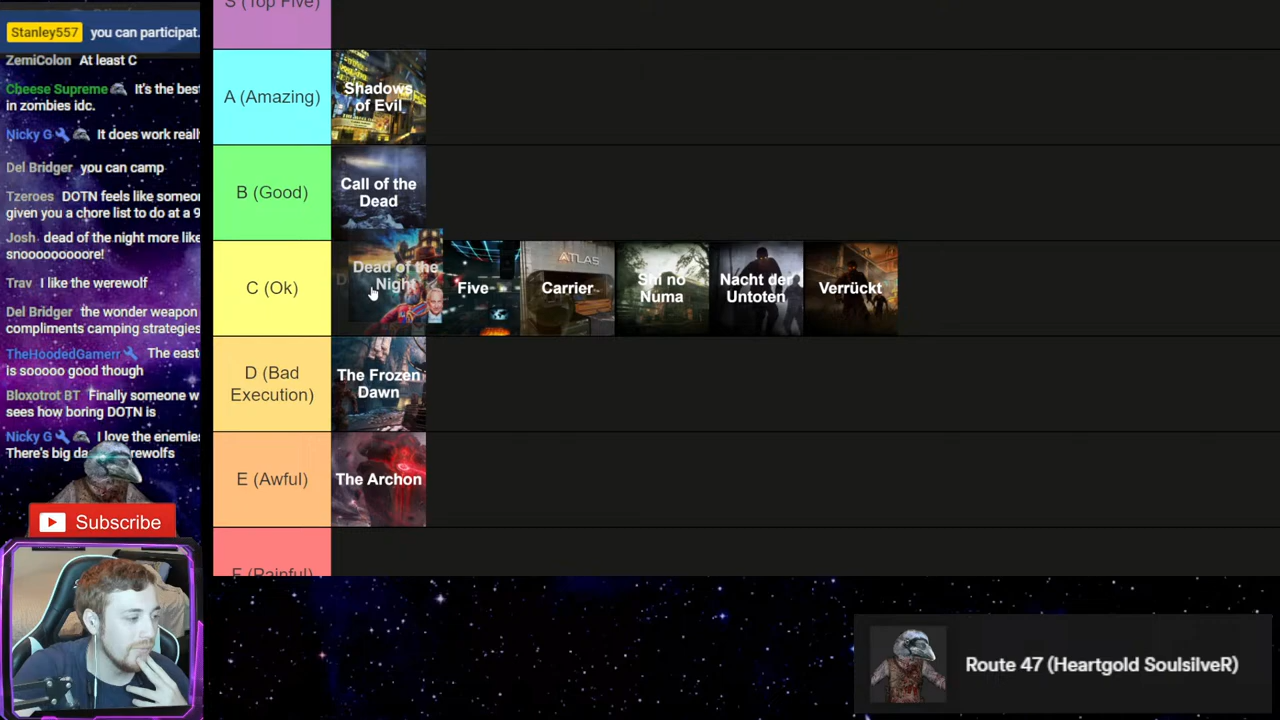 Stanley557 you can participat.
ZemiColon At least C
Cheese Supreme It's the best
in zombies idc.
Nicky G It does work really
Del Bridger you can camp
Tzeroes DOTN feels like someon
given you a chore list to do at a 9
Josh dead of the night more like
snooooooore!
Trav I like the werewolf
Del Bridger the wonder weapon
compliments camping strategies
TheHoodedGamerr The easte
is sooooo good though
Bloxotrot BT Finally someone w
sees how boring DOTN is
Nicky G I love the enemies
There's big da rewolfs
Subscribe
S (Top Five)
A (Amazing)
Shadows
of Evil
B (Good)
Call of the
Dead
C (Ok)
D
Dead of the
Night
Five
ATLAS
Carrier
Shi no
Numa
Nacht der
Untoten
Verrückt
D (Bad
Execution)
The Frozen
Dawn
E (Awful)
The Archon
F (Painful)
Route 47 (Heartgold SoulsilveR)